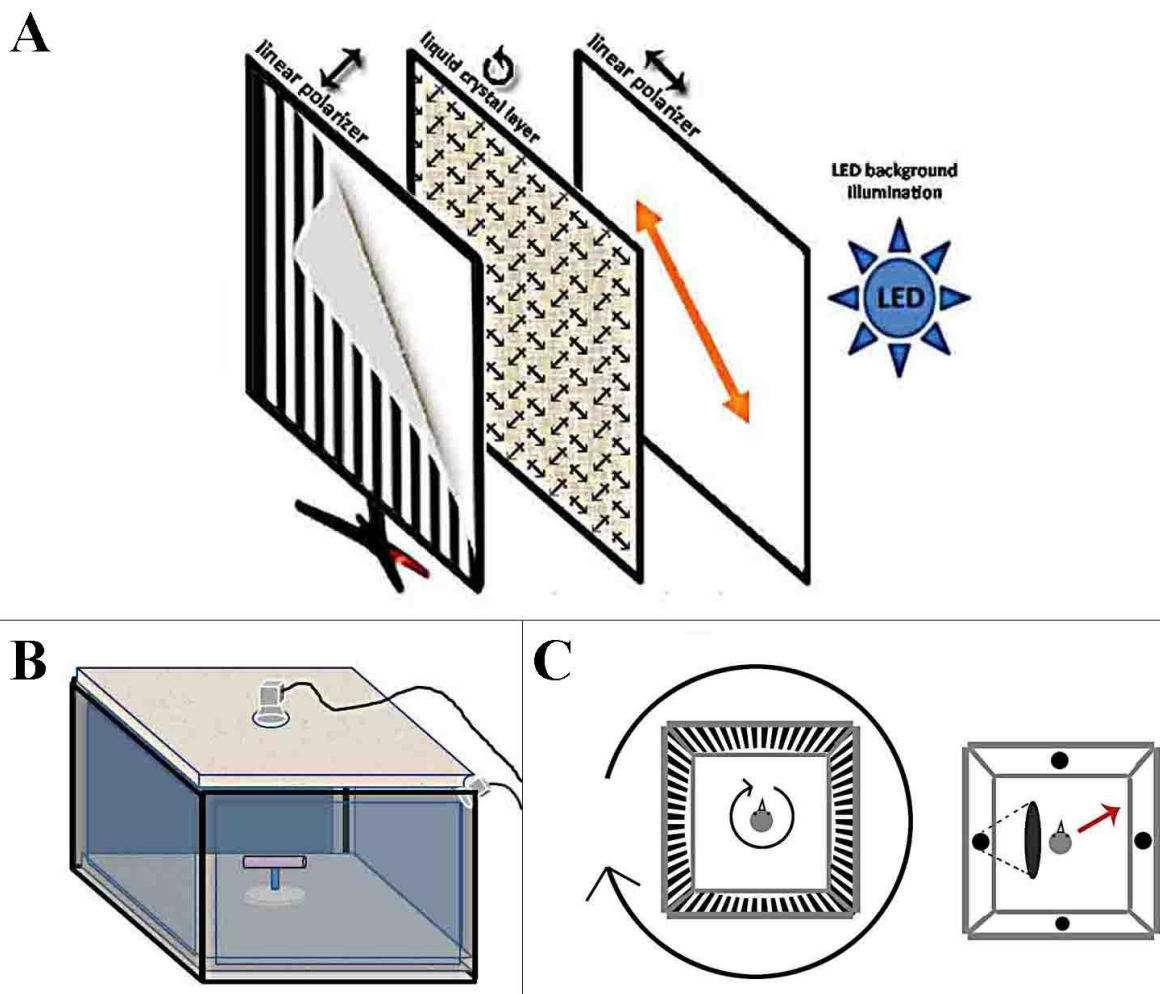 A
linear polarizer
liquid crystal layer
linear polarizer
LED background
illumination
LED
B
C